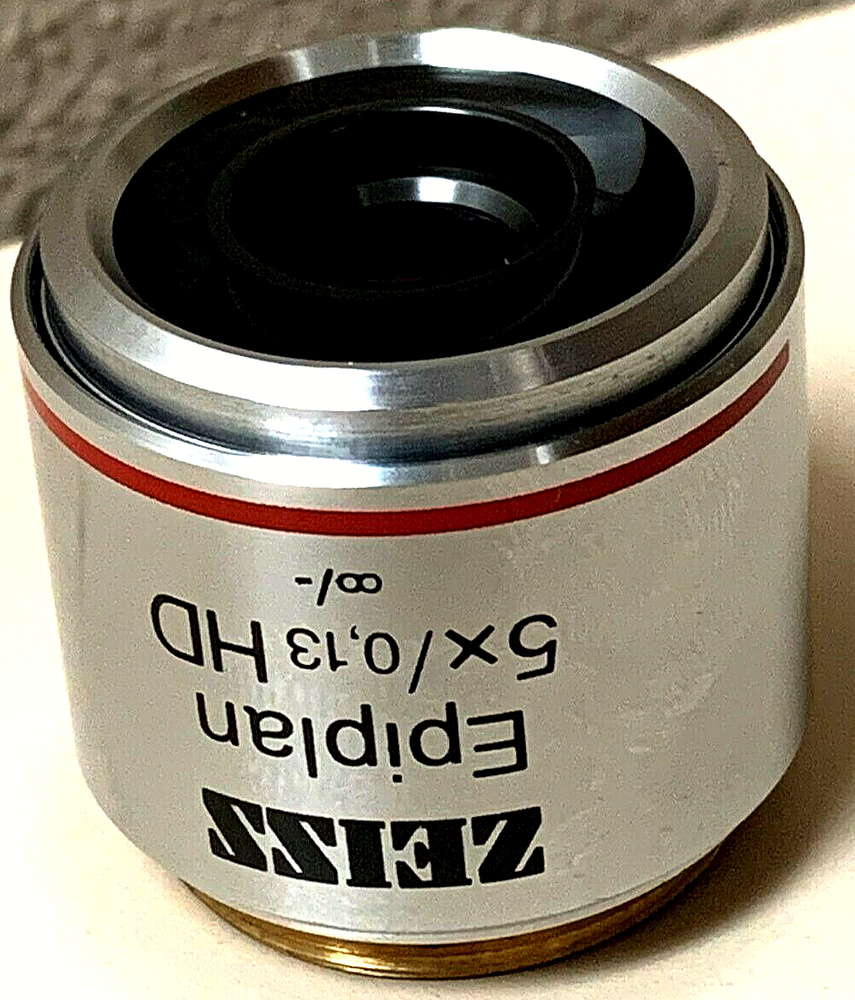 ZEISS
Epiplan
5x/0,13 HD
∞/-